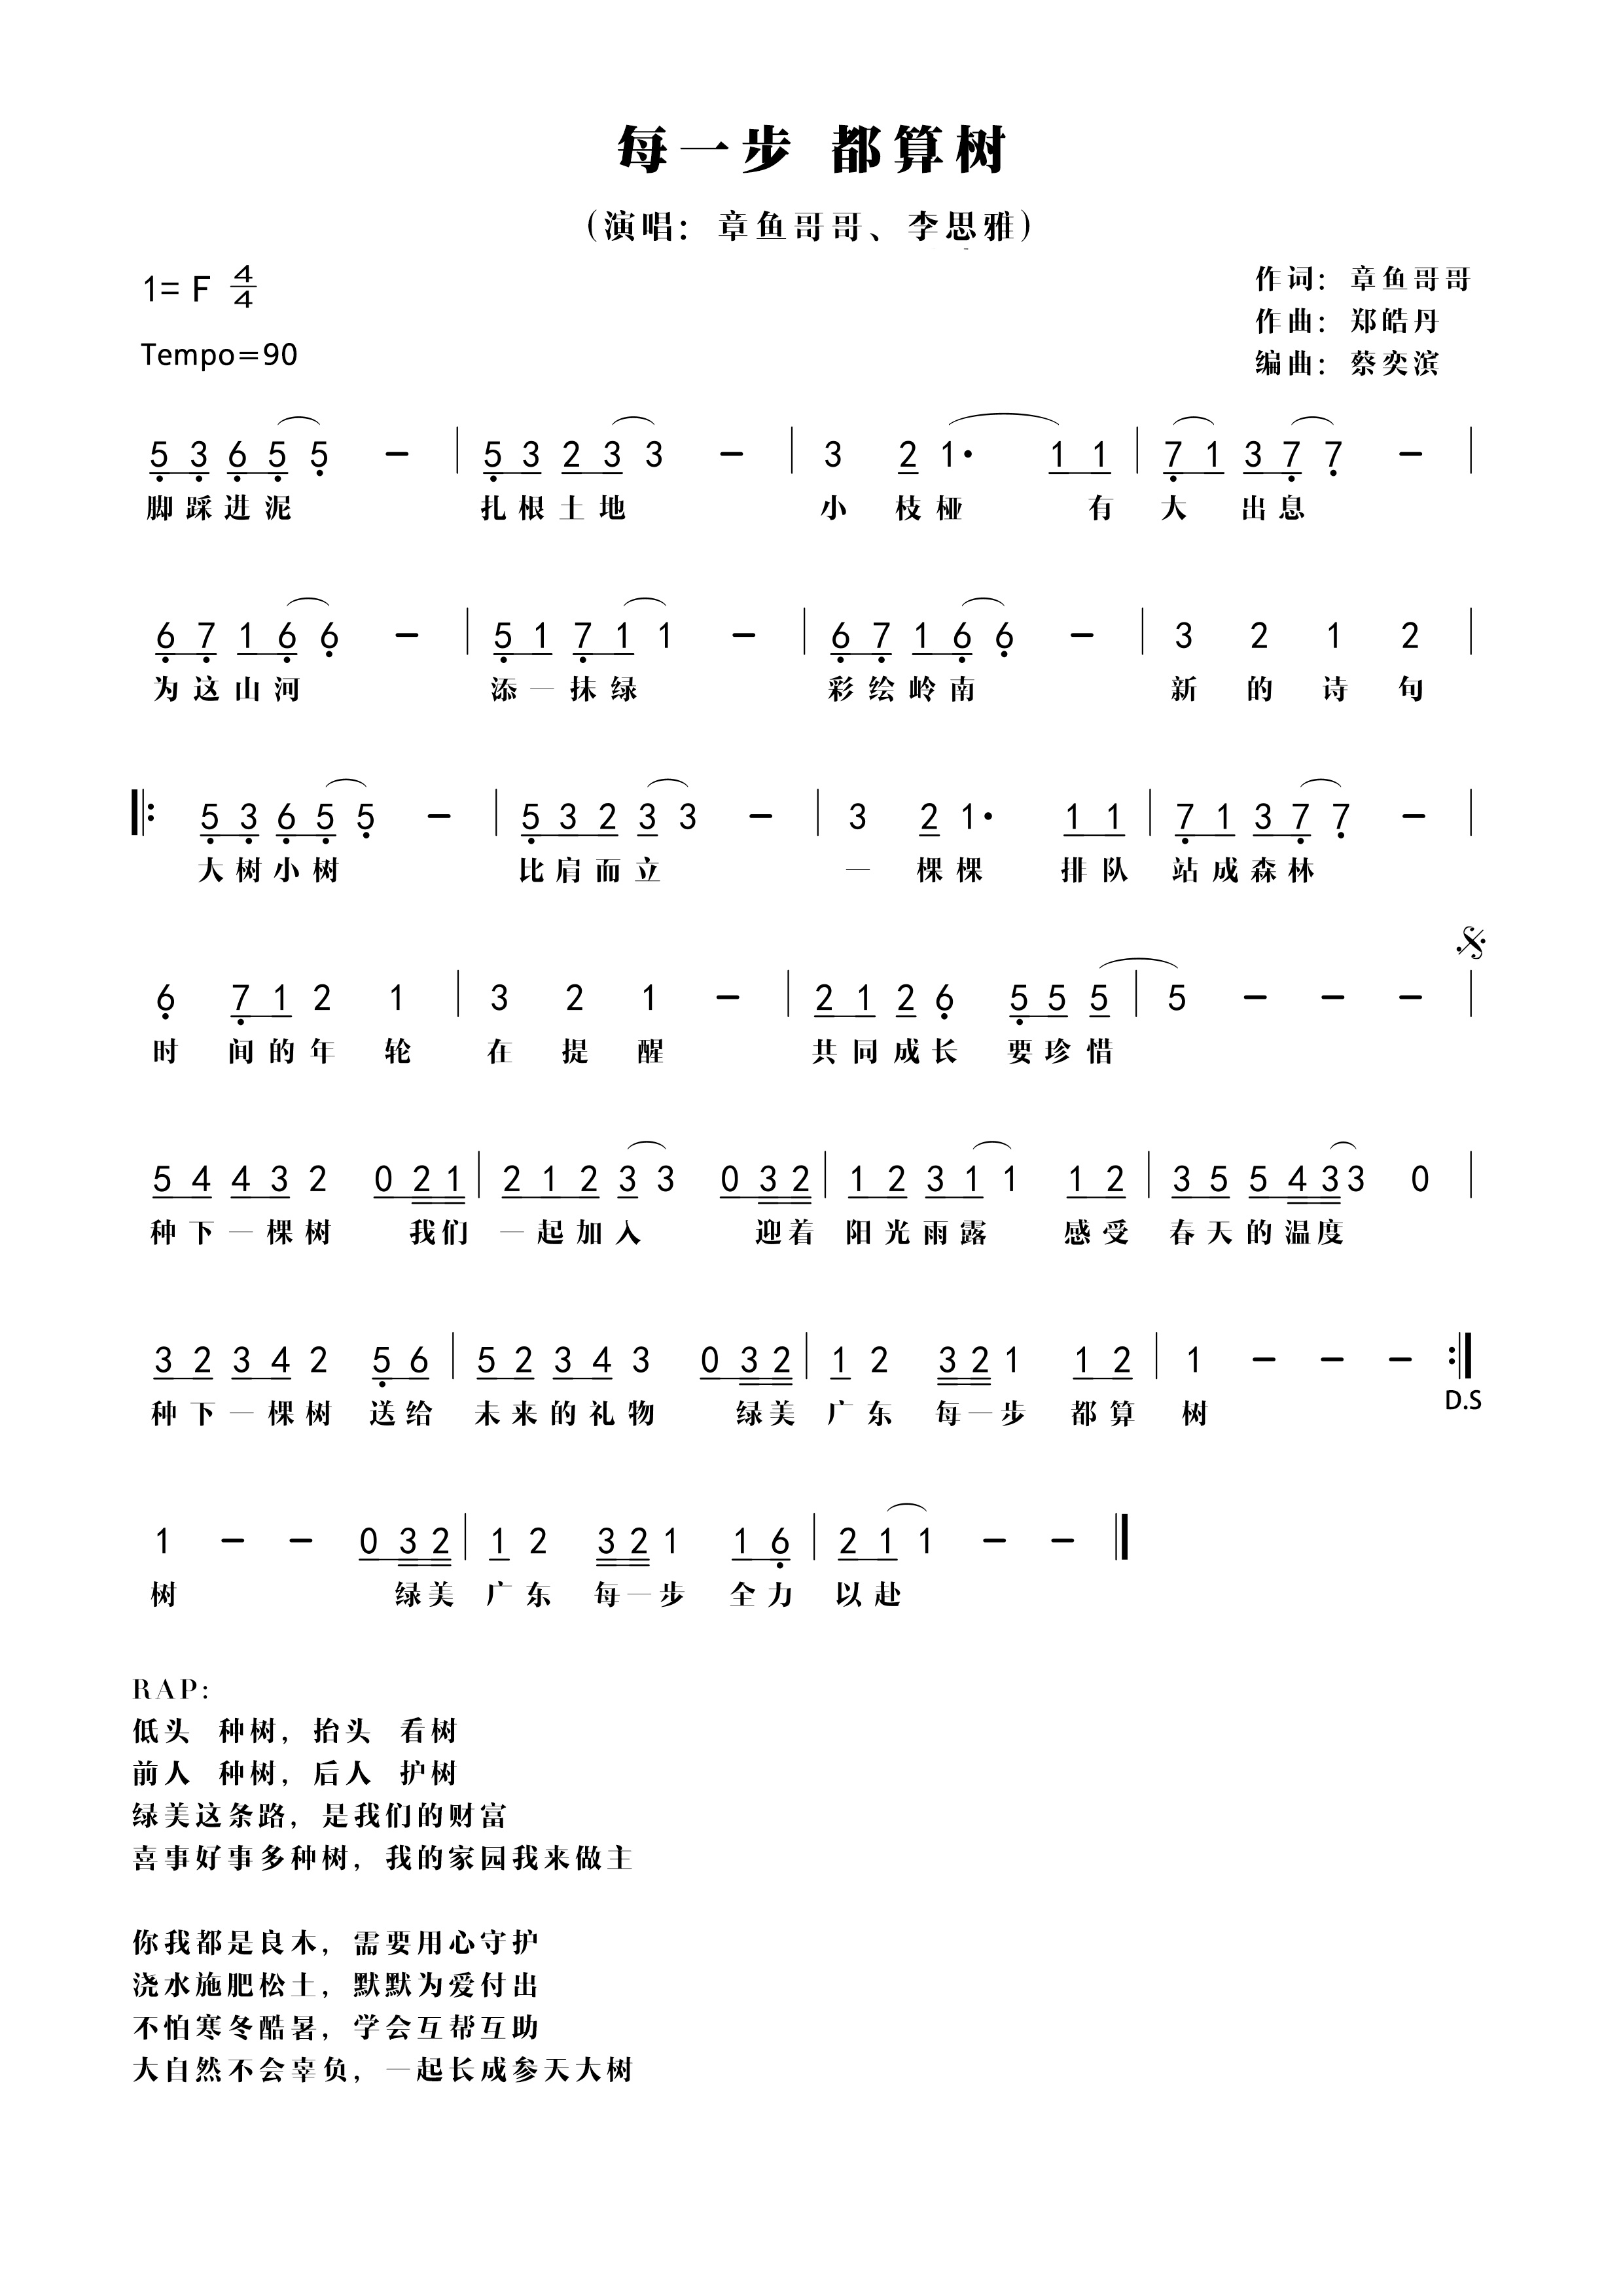 每一步 都算树
(演唱：章鱼哥哥、李思雅)
1= F 4/4
作词：章鱼哥哥
作曲：郑皓丹
Tempo=90
编曲：蔡奕滨
5 3 6 5 5 – | 5 3 2 3 3 – | 3 2 1· 1 1 | 7 1 3 7 7 – |
脚踩进泥 扎根土地 小 枝桠 有 大 出息
6 7 1 6 6 – | 5 1 7 1 1 – | 6 7 1 6 6 – | 3 2 1 2 |
为这山河 添一抹绿 彩绘岭南 新 的 诗 句
‖: 5 3 6 5 5 – | 5 3 2 3 3 – | 3 2 1· 1 1 | 7 1 3 7 7 – |
大树小树 比肩而立 一 棵棵 排队 站成森林
6 7 1 2 1 | 3 2 1 – | 2 1 2 6 5 5 5 | 5 – – – |
时 间的年 轮 在 提 醒 共同成长 要珍惜
5 4 4 3 2 0 2 1 | 2 1 2 3 3 0 3 2 | 1 2 3 1 1 1 2 | 3 5 5 4 3 3 0 |
种下一棵树 我们 一起加入 迎着 阳光雨露 感受 春天的温度
3 2 3 4 2 5 6 | 5 2 3 4 3 0 3 2 | 1 2 3 2 1 1 2 | 1 – – – :‖
D.S
种下一棵树 送给 未来的礼物 绿美 广东 每一步 都算 树
1 – – 0 3 2 | 1 2 3 2 1 1 6 | 2 1 1 – – ‖
树 绿美 广东 每一步 全力 以赴
RAP:
低头 种树，抬头 看树
前人 种树，后人 护树
绿美这条路，是我们的财富
喜事好事多种树，我的家园我来做主
你我都是良木，需要用心守护
浇水施肥松土，默默为爱付出
不怕寒冬酷暑，学会互帮互助
大自然不会辜负，一起长成参天大树